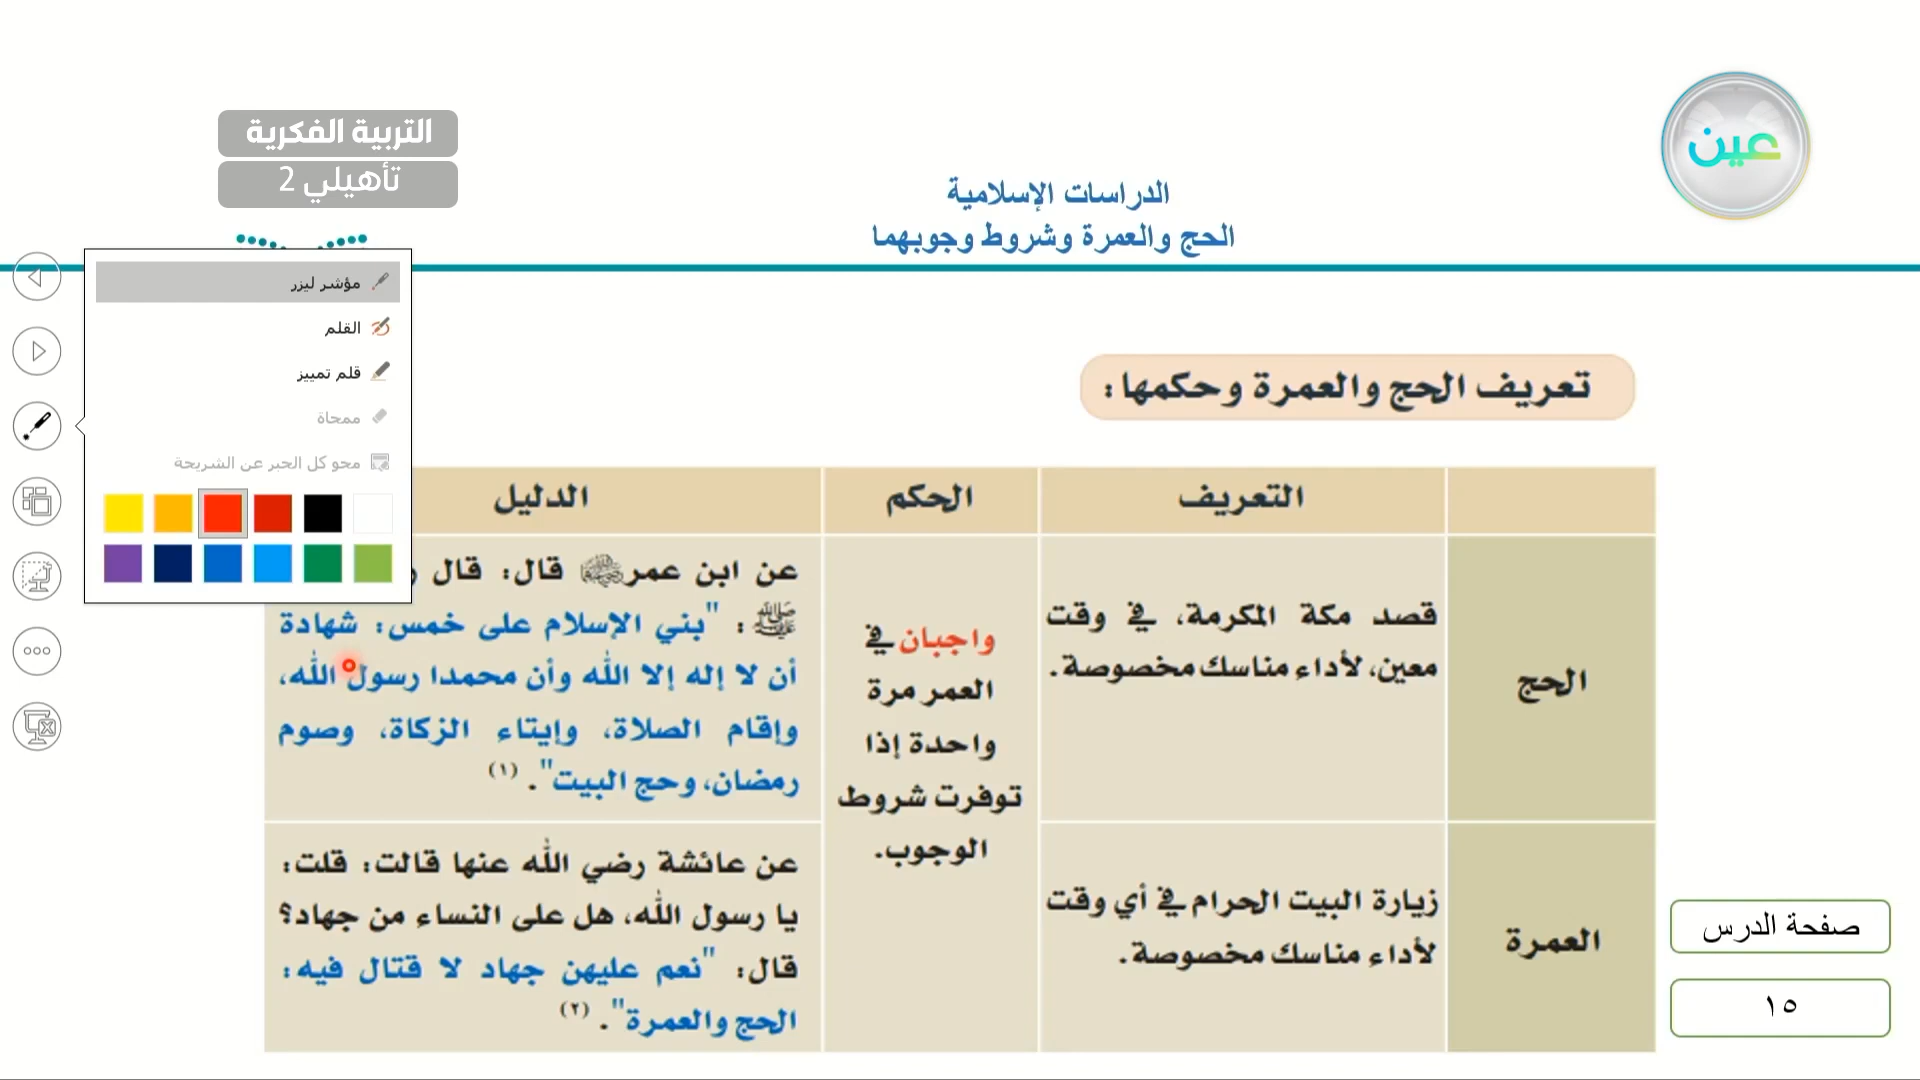 عين
التربية الفكرية
تأهيلي 2
الدراسات الإسلامية
الحج والعمرة وشروط وجوبهما
مؤشر ليزر
القلم
قلم تمييز
ممحاة
محو كل الحبر عن الشريحة
تعريف الحج والعمرة وحكمها:
التعريف
الحكم
الدليل
الحج
قصد مكة المكرمة، في وقت
معين، لأداء مناسك مخصوصة.
واجبان في
العمر مرة
واحدة إذا
توفرت شروط
الوجوب.
عن ابن عمر قال: قال
ﷺ: "بني الإسلام على خمس: شهادة
أن لا إله إلا الله وأن محمدا رسول الله،
وإقام الصلاة، وإيتاء الزكاة، وصوم
رمضان، وحج البيت". (١)
العمرة
زيارة البيت الحرام في أي وقت
لأداء مناسك مخصوصة.
عن عائشة رضي الله عنها قالت: قلت:
يا رسول الله، هل على النساء من جهاد؟
قال: "نعم عليهن جهاد لا قتال فيه:
الحج والعمرة". (٢)
صفحة الدرس
١٥